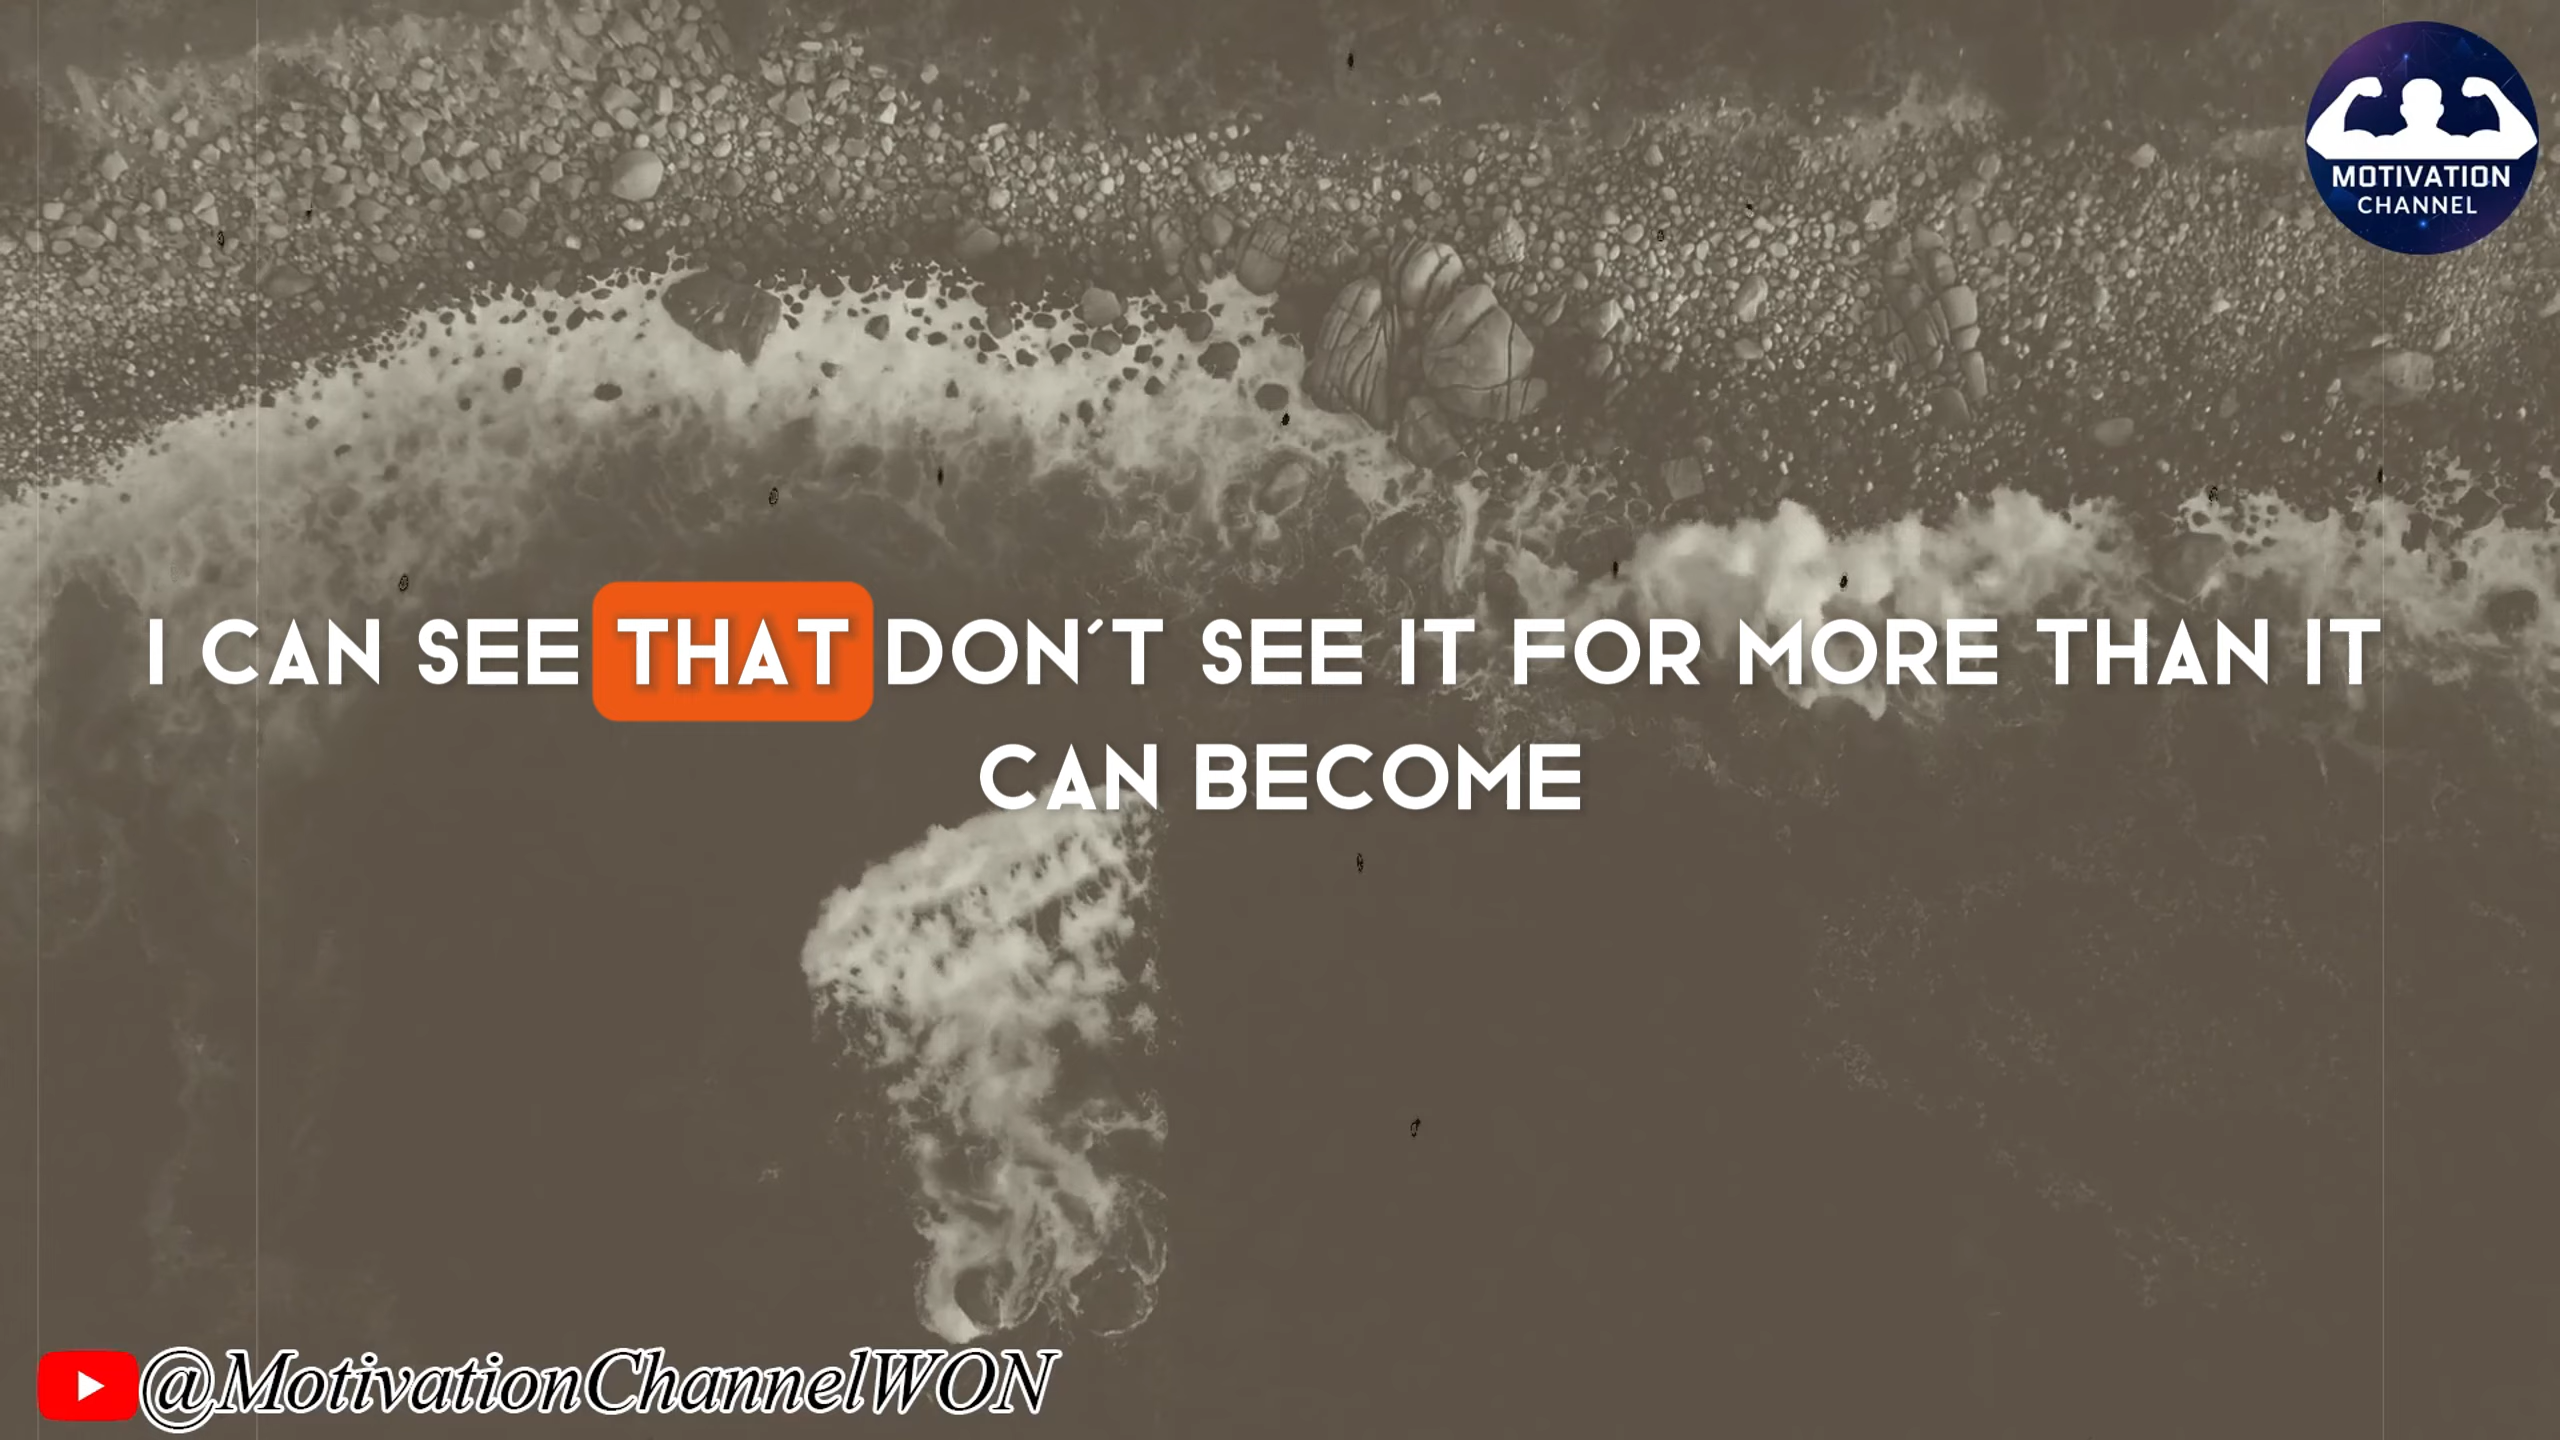 MOTIVATION
CHANNEL
I CAN SEE THAT DON'T SEE IT FOR MORE THAN IT
CAN BECOME
@MotivationChannelWON